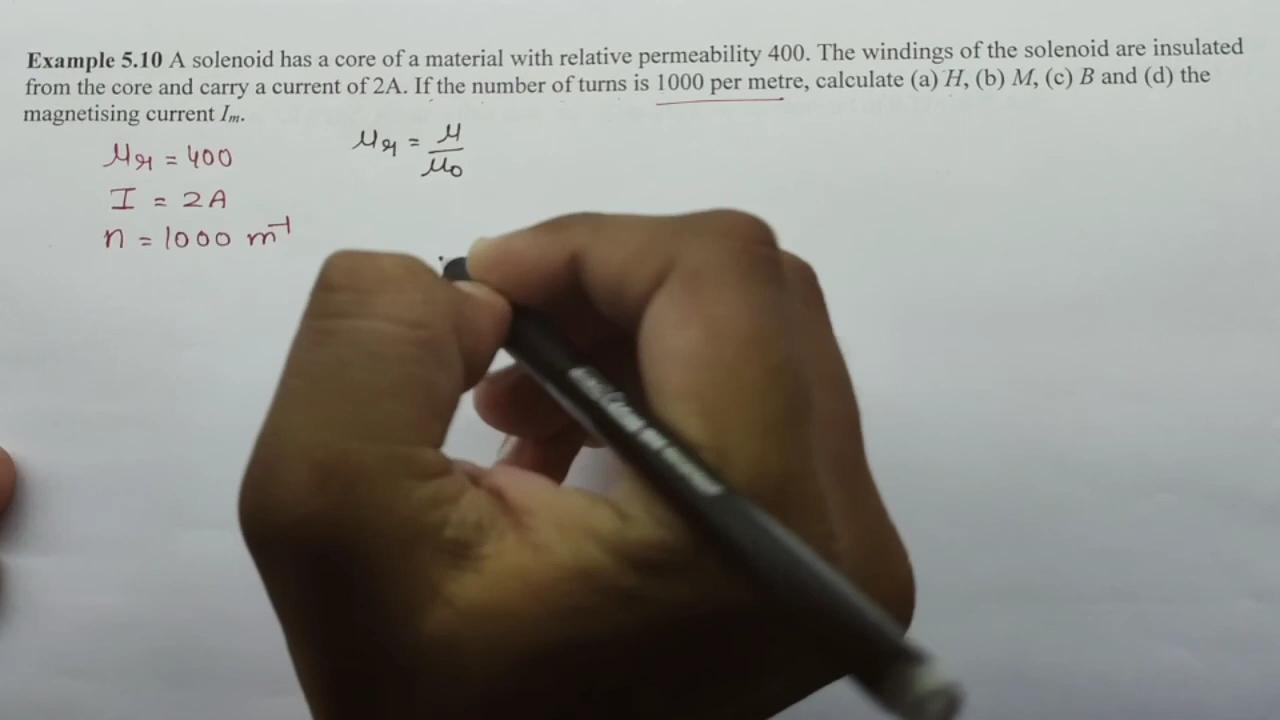 Example 5.10 A solenoid has a core of a material with relative permeability 400. The windings of the solenoid are insulated
from the core and carry a current of 2A. If the number of turns is 1000 per metre, calculate (a) H, (b) M, (c) B and (d) the
magnetising current Iₘ.
μr = 400
I = 2A
n = 1000 m⁻¹
μr = μ/μ₀